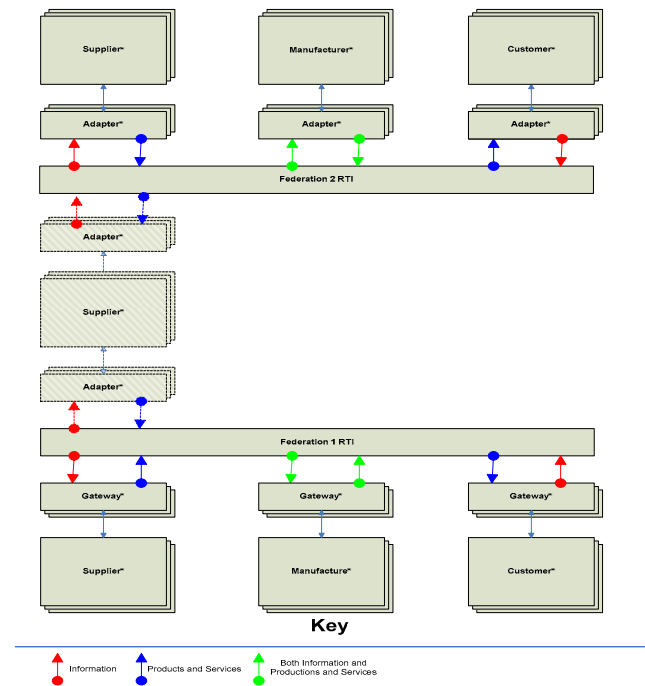 Supplier* Manufacturer* Customer*
Adapter* Adapter* Adapter*
Federation 2 RTI
Adapter*
Supplier*
Adapter*
Federation 1 RTI
Gateway* Gateway* Gateway*
Supplier* Manufacture* Customer*
Key
Information Products and Services Both Information and
Productions and Services